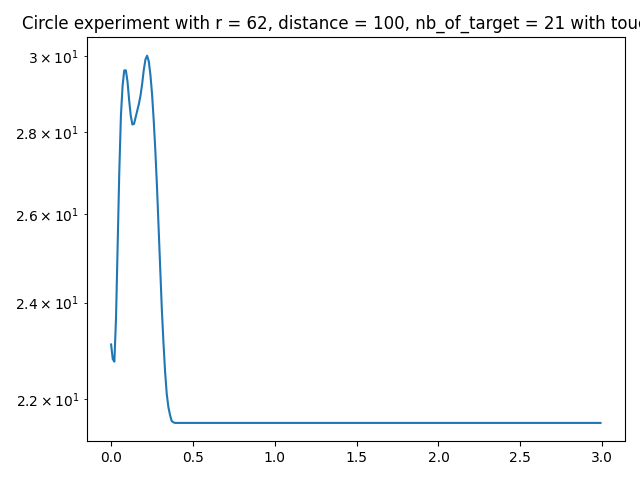 Circle experiment with r = 62, distance = 100, nb_of_target = 21 with
3 × 10¹
2.8 × 10¹
2.6 × 10¹
2.4 × 10¹
2.2 × 10¹
0.0 0.5 1.0 1.5 2.0 2.5 3.0